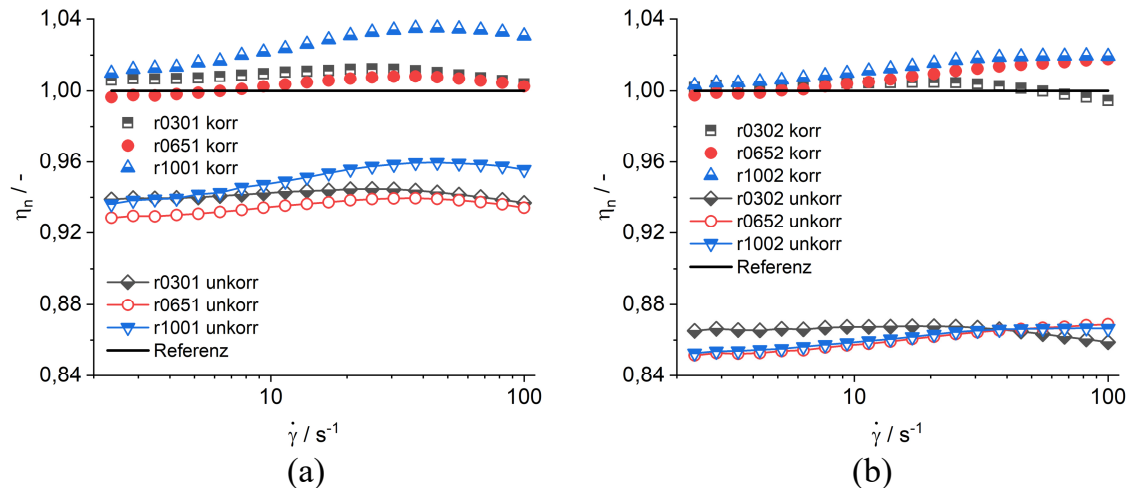 1,04
1,00
0,96
0,92
0,88
0,84
ηn / -
r0301 korr
r0651 korr
r1001 korr
r0301 unkorr
r0651 unkorr
r1001 unkorr
Referenz
10
100
γ̇ / s-1
(a)
1,04
1,00
0,96
0,92
0,88
0,84
ηn / -
r0302 korr
r0652 korr
r1002 korr
r0302 unkorr
r0652 unkorr
r1002 unkorr
Referenz
10
100
γ̇ / s-1
(b)